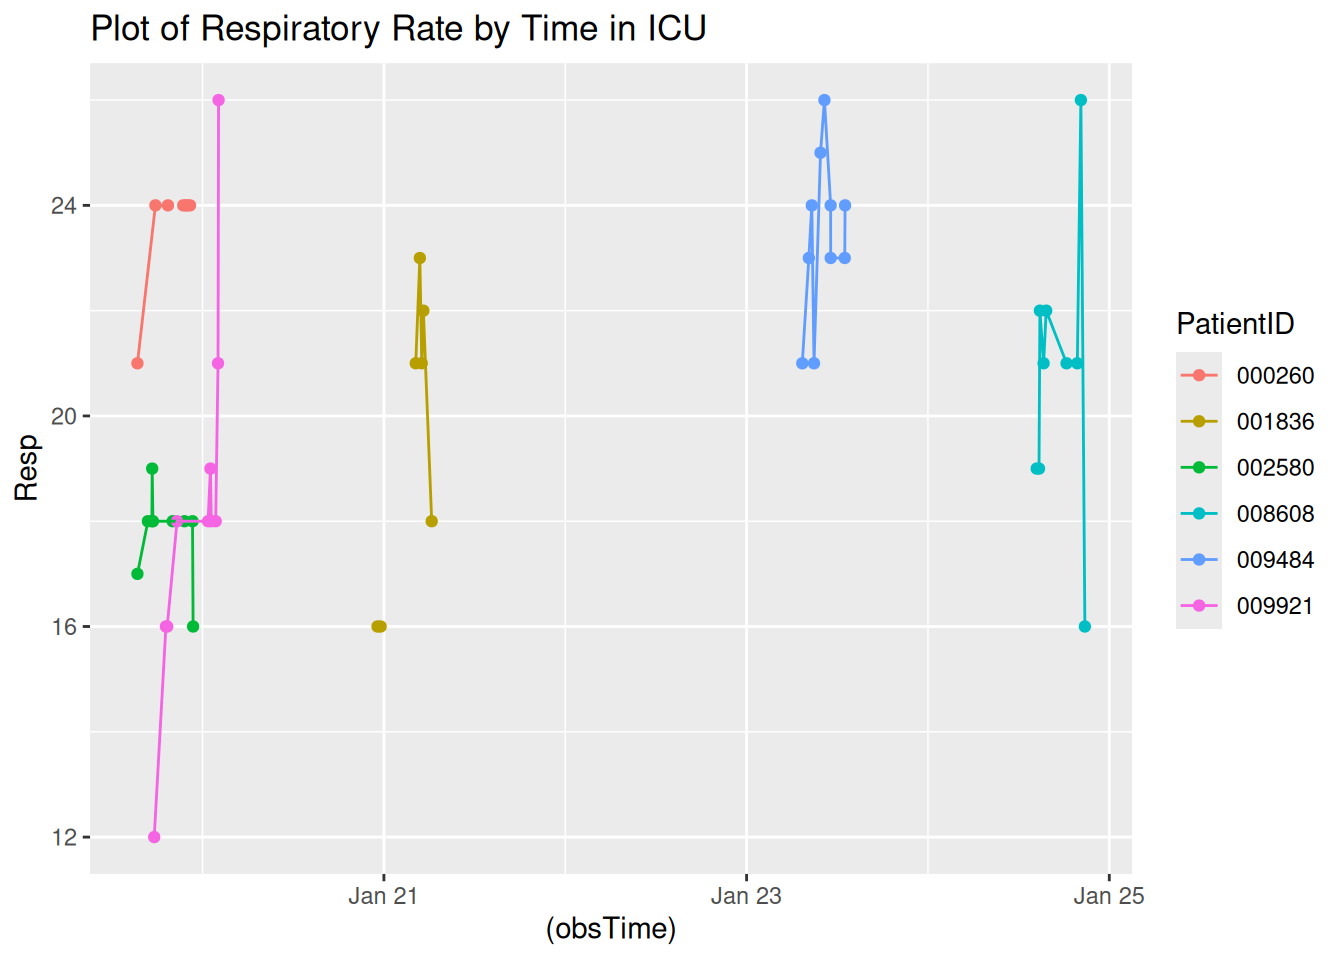 Plot of Respiratory Rate by Time in ICU
24
20
16
12
Resp
Jan 21
Jan 23
Jan 25
(obsTime)
PatientID
000260
001836
002580
008608
009484
009921